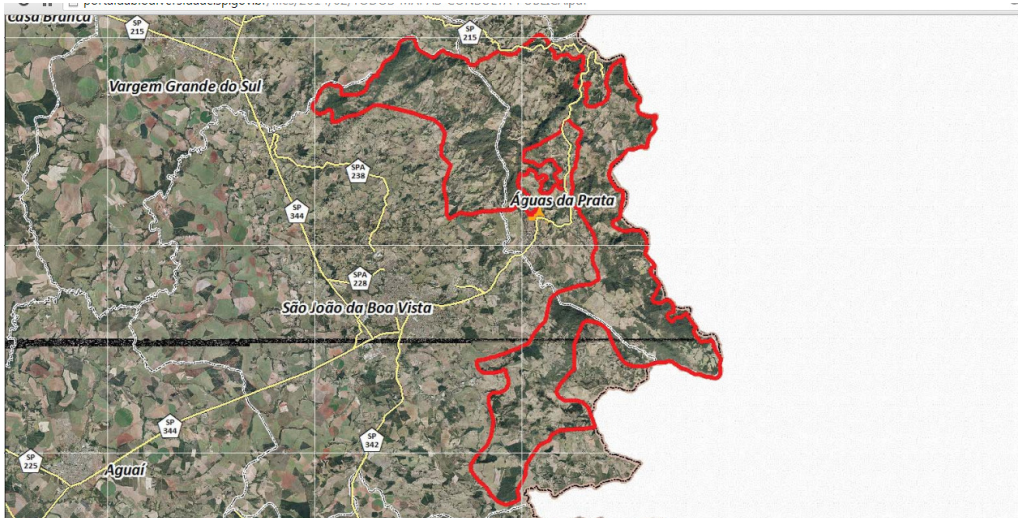 Casa Branca
SP
215
SP
215
Vargem Grande do Sul
SPA
238
Águas da Prata
SP
344
SPA
228
São João da Boa Vista
SP
344
SP
342
SP
225
Aguaí